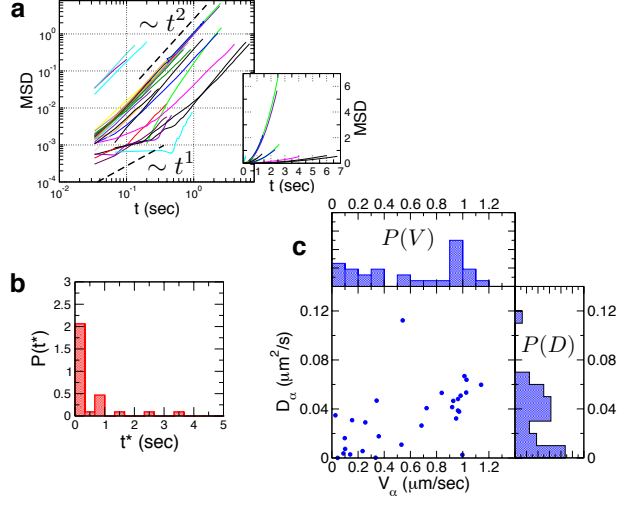 a
~ t²
~ t¹
MSD
10⁰
10⁻¹
10⁻²
10⁻³
10⁻⁴
10⁻² 10⁻¹ 10⁰
t (sec)
6
4
2
0
MSD
0 1 2 3 4 5 6 7
t (sec)
b
P(t*)
3
2.5
2
1.5
1
0.5
0
0 1 2 3 4 5
t* (sec)
c
0 0.2 0.4 0.6 0.8 1 1.2
P(V)
D_α (μm²/s)
0.12
0.08
0.04
0
0 0.2 0.4 0.6 0.8 1 1.2
V_α (μm/sec)
P(D)
0.12
0.08
0.04
0